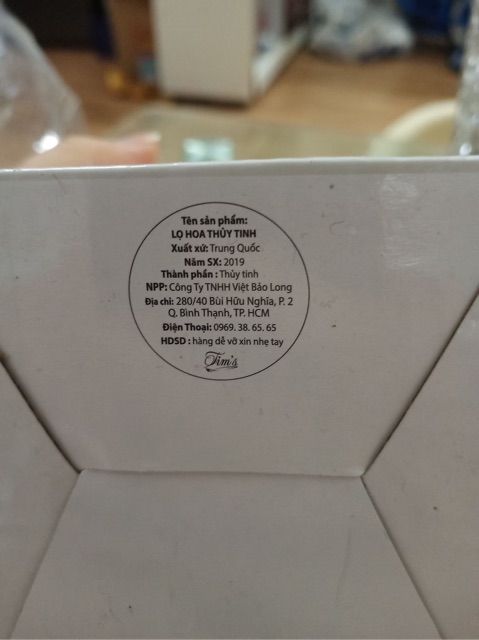 Tên sản phẩm:
LỌ HOA THỦY TINH
Xuất xứ: Trung Quốc
Năm SX: 2019
Thành phần : Thủy tinh
NPP: Công Ty TNHH Việt Bảo Long
Địa chỉ: 280/40 Bùi Hữu Nghĩa, P. 2
Q. Bình Thạnh, TP. HCM
Điện Thoại: 0969. 38. 65. 65
HDSD : hàng dễ vỡ xin nhẹ tay
Tim's